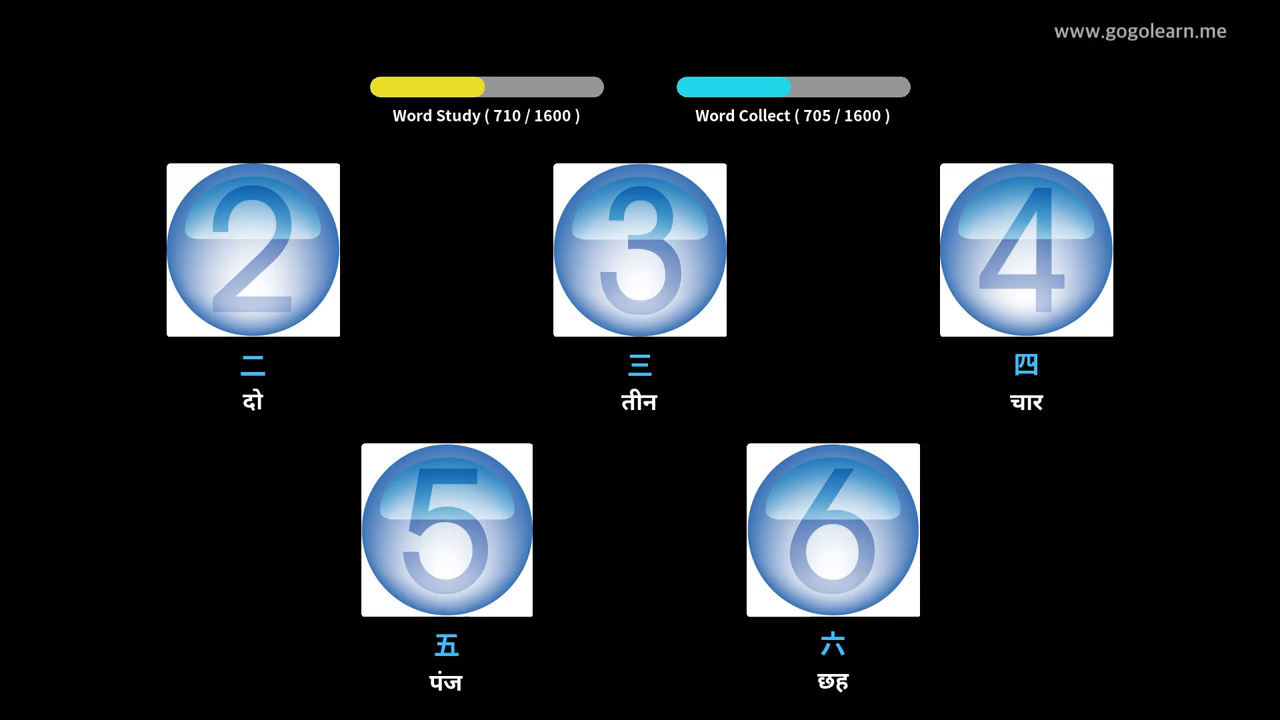 www.gogolearn.me
Word Study ( 710 / 1600 )
Word Collect ( 705 / 1600 )
2
3
4
二
三
四
दो
तीन
चार
5
6
五
六
पंज
छह